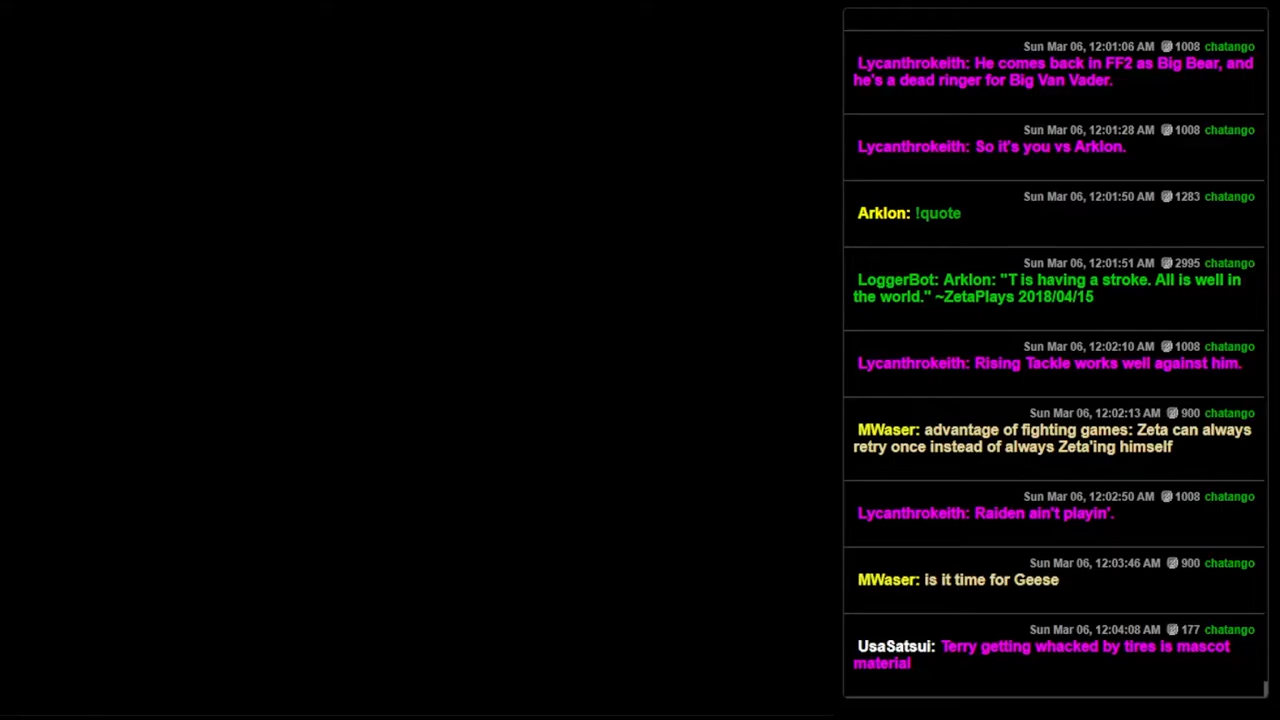 Sun Mar 06, 12:01:06 AM 1008 chatango
Lycanthrokeith: He comes back in FF2 as Big Bear, and
he's a dead ringer for Big Van Vader.
Sun Mar 06, 12:01:28 AM 1008 chatango
Lycanthrokeith: So it's you vs Arklon.
Sun Mar 06, 12:01:50 AM 1283 chatango
Arklon: !quote
Sun Mar 06, 12:01:51 AM 2995 chatango
LoggerBot: Arklon: "T is having a stroke. All is well in
the world." ~ZetaPlays 2018/04/15
Sun Mar 06, 12:02:10 AM 1008 chatango
Lycanthrokeith: Rising Tackle works well against him.
Sun Mar 06, 12:02:13 AM 900 chatango
MWaser: advantage of fighting games: Zeta can always
retry once instead of always Zeta'ing himself
Sun Mar 06, 12:02:50 AM 1008 chatango
Lycanthrokeith: Raiden ain't playin'.
Sun Mar 06, 12:03:46 AM 900 chatango
MWaser: is it time for Geese
Sun Mar 06, 12:04:08 AM 177 chatango
UsaSatsui: Terry getting whacked by tires is mascot
material